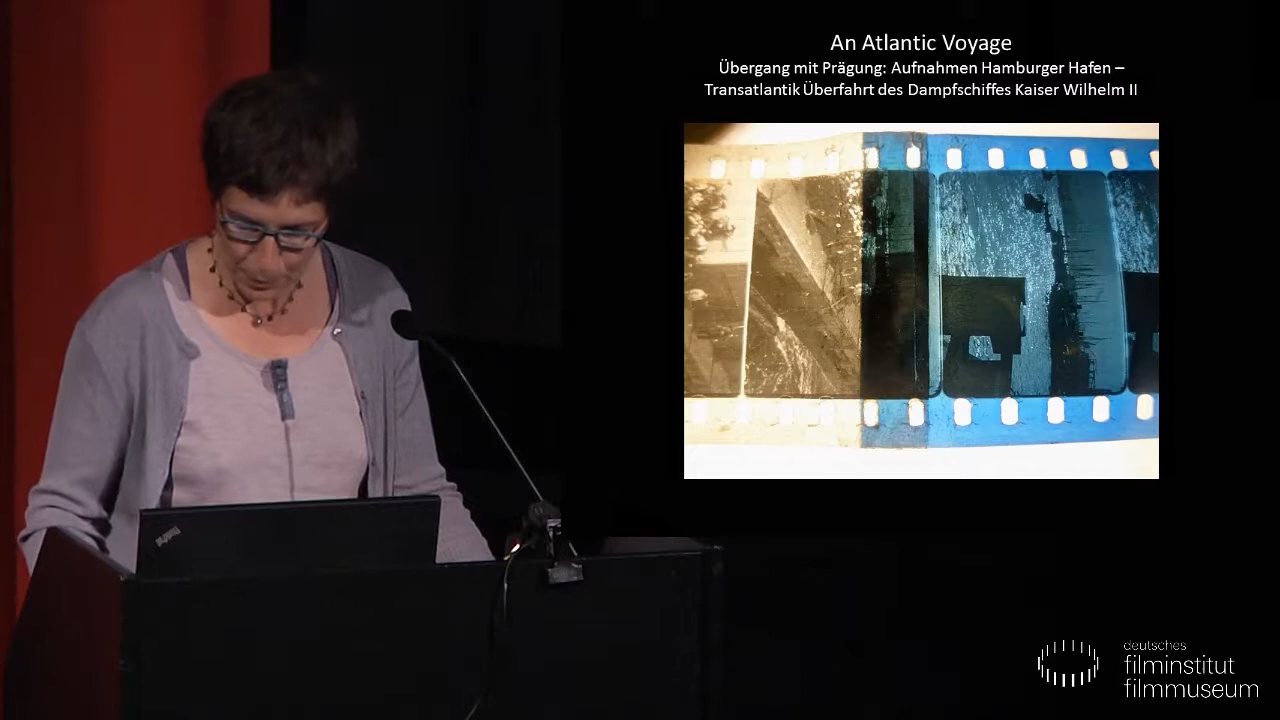 An Atlantic Voyage
Übergang mit Prägung: Aufnahmen Hamburger Hafen –
Transatlantik Überfahrt des Dampfschiffes Kaiser Wilhelm II
ThinkPad
deutsches
filminstitut
filmmuseum